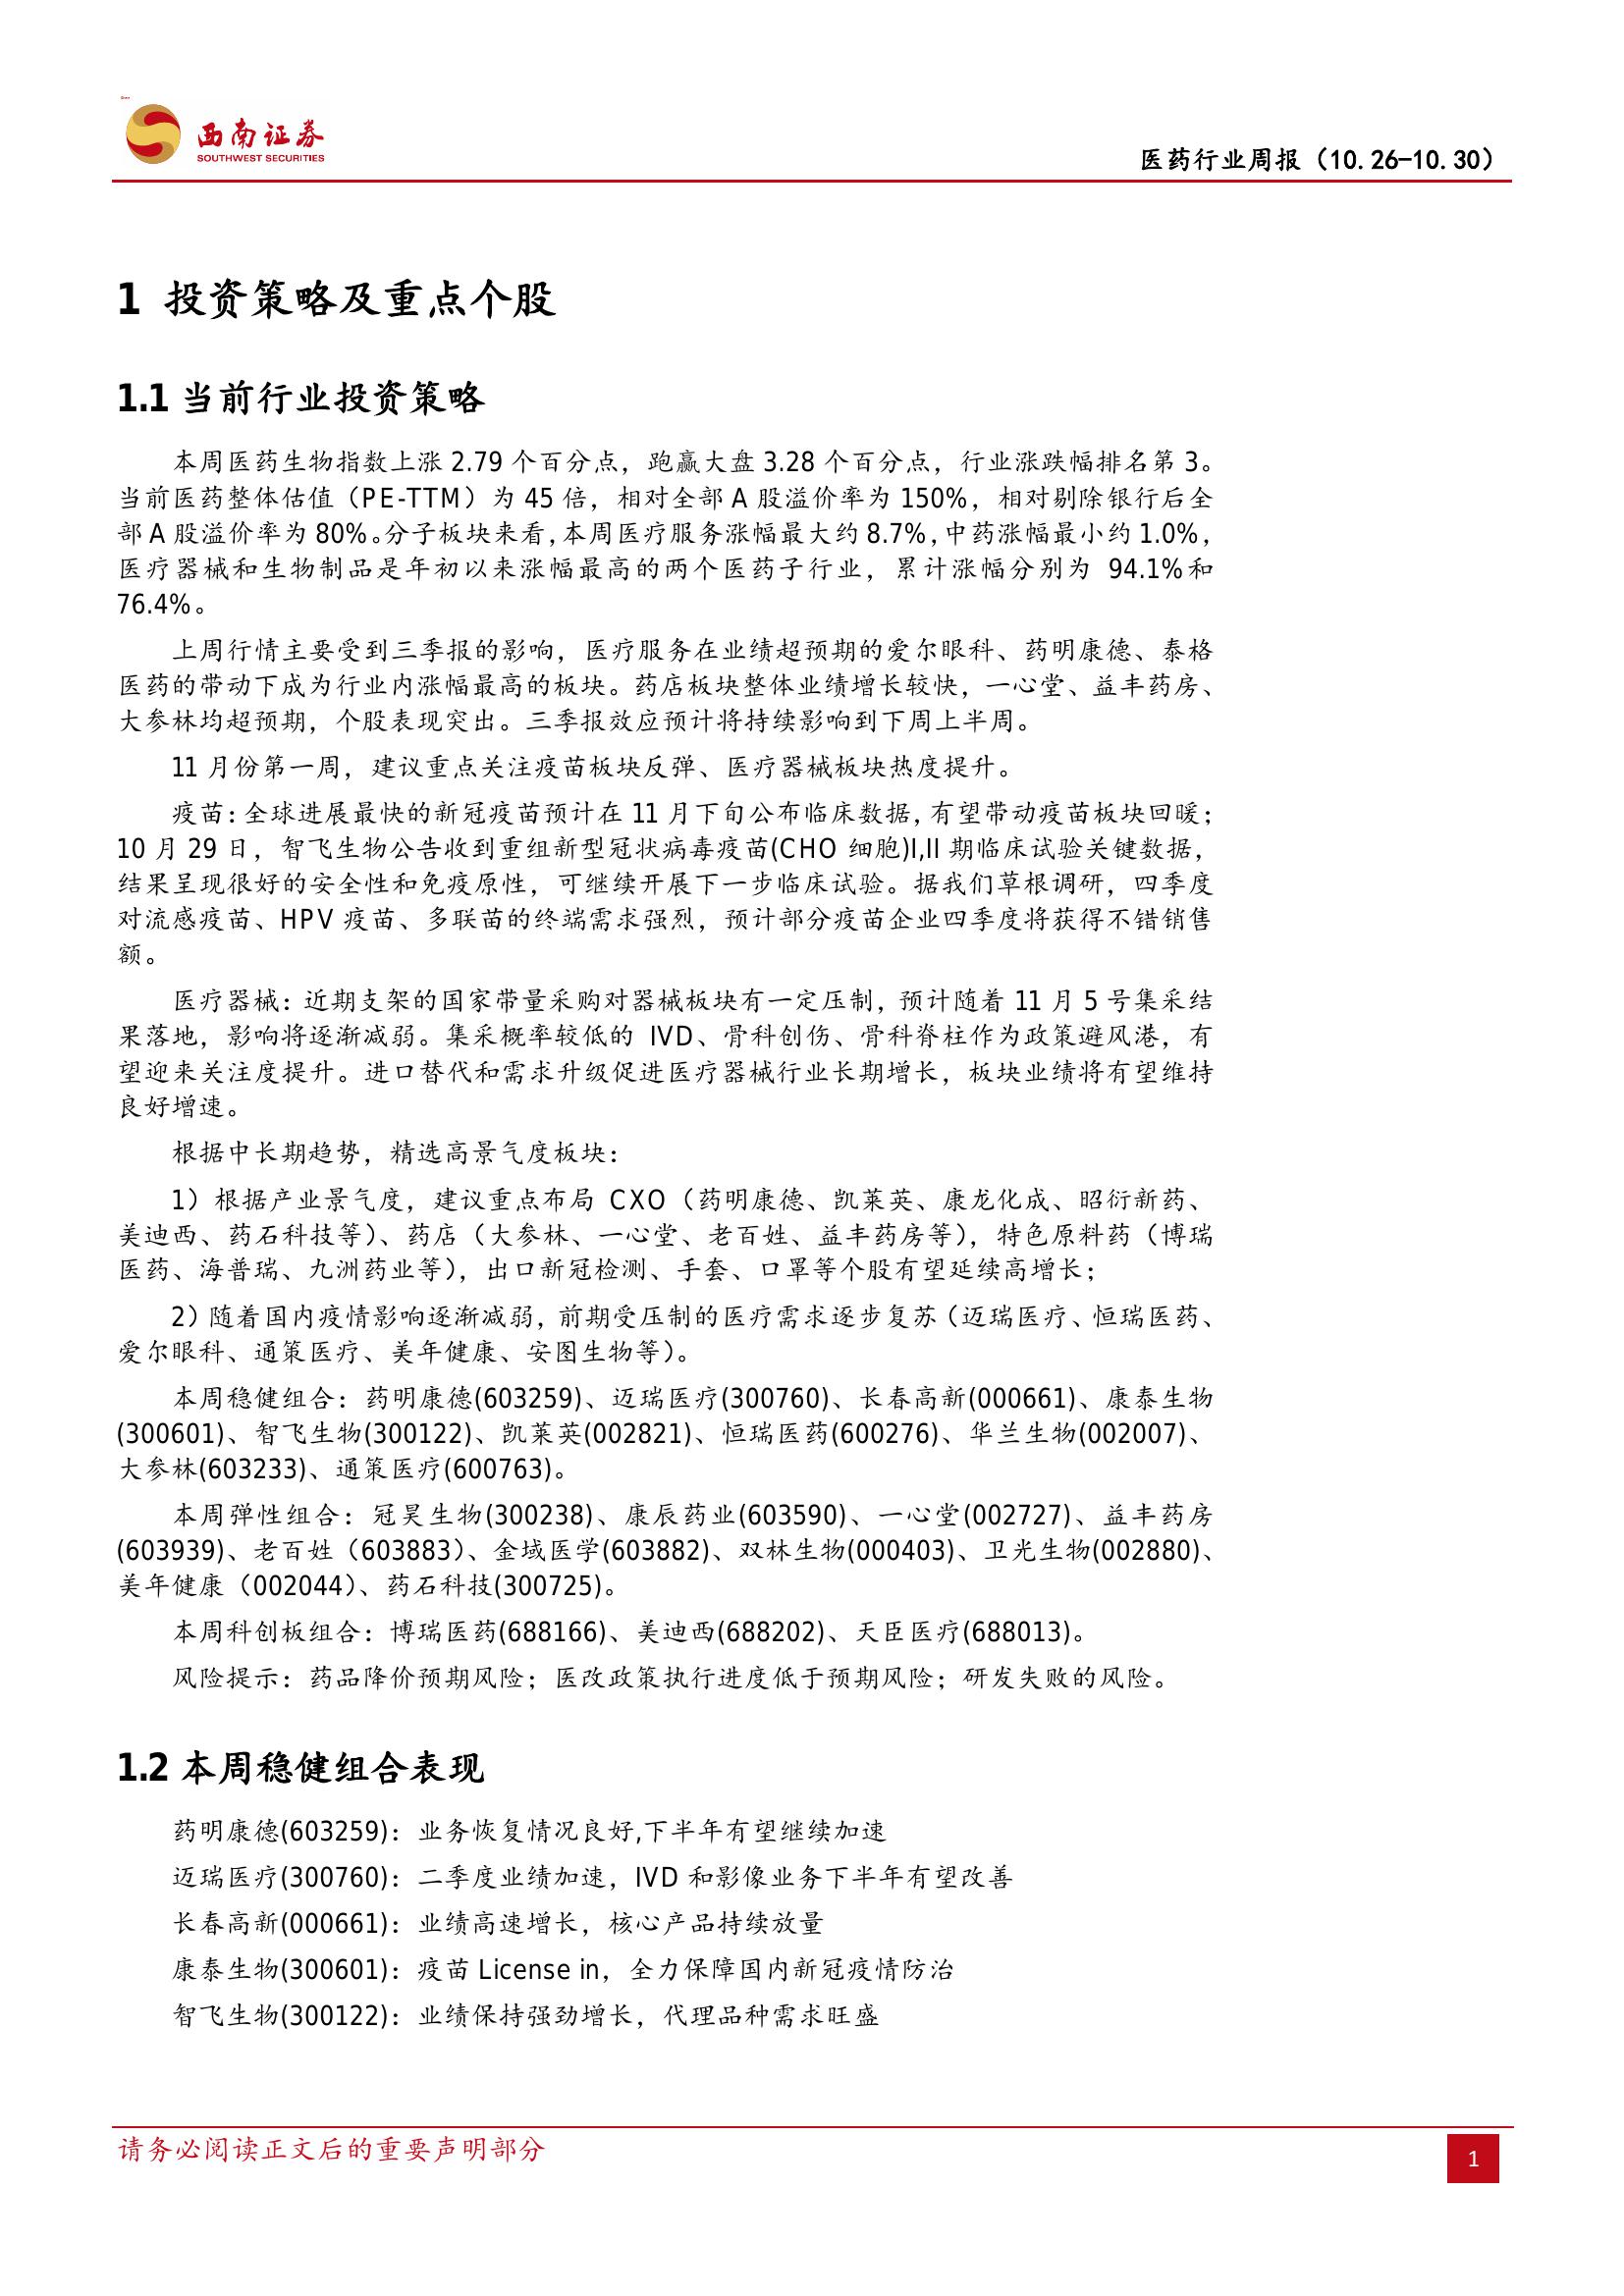 西南证券
SOUTHWEST SECURITIES
医药行业周报（10.26-10.30）
1 投资策略及重点个股
1.1 当前行业投资策略
本周医药生物指数上涨 2.79 个百分点，跑赢大盘 3.28 个百分点，行业涨跌幅排名第 3。
当前医药整体估值（PE-TTM）为 45 倍，相对全部 A 股溢价率为 150%，相对剔除银行后全
部 A 股溢价率为 80%。分子板块来看，本周医疗服务涨幅最大约 8.7%，中药涨幅最小约 1.0%，
医疗器械和生物制品是年初以来涨幅最高的两个医药子行业，累计涨幅分别为 94.1%和
76.4%。
上周行情主要受到三季报的影响，医疗服务在业绩超预期的爱尔眼科、药明康德、泰格
医药的带动下成为行业内涨幅最高的板块。药店板块整体业绩增长较快，一心堂、益丰药房、
大参林均超预期，个股表现突出。三季报效应预计将持续影响到下周上半周。
11 月份第一周，建议重点关注疫苗板块反弹、医疗器械板块热度提升。
疫苗：全球进展最快的新冠疫苗预计在 11 月下旬公布临床数据，有望带动疫苗板块回暖；
10 月 29 日，智飞生物公告收到重组新型冠状病毒疫苗(CHO 细胞)I,II 期临床试验关键数据，
结果呈现很好的安全性和免疫原性，可继续开展下一步临床试验。据我们草根调研，四季度
对流感疫苗、HPV 疫苗、多联苗的终端需求强烈，预计部分疫苗企业四季度将获得不错销售
额。
医疗器械：近期支架的国家带量采购对器械板块有一定压制，预计随着 11 月 5 号集采结
果落地，影响将逐渐减弱。集采概率较低的 IVD、骨科创伤、骨科脊柱作为政策避风港，有
望迎来关注度提升。进口替代和需求升级促进医疗器械行业长期增长，板块业绩将有望维持
良好增速。
根据中长期趋势，精选高景气度板块：
1）根据产业景气度，建议重点布局 CXO（药明康德、凯莱英、康龙化成、昭衍新药、
美迪西、药石科技等）、药店（大参林、一心堂、老百姓、益丰药房等），特色原料药（博瑞
医药、海普瑞、九洲药业等），出口新冠检测、手套、口罩等个股有望延续高增长；
2）随着国内疫情影响逐渐减弱，前期受压制的医疗需求逐步复苏（迈瑞医疗、恒瑞医药、
爱尔眼科、通策医疗、美年健康、安图生物等）。
本周稳健组合：药明康德(603259)、迈瑞医疗(300760)、长春高新(000661)、康泰生物
(300601)、智飞生物(300122)、凯莱英(002821)、恒瑞医药(600276)、华兰生物(002007)、
大参林(603233)、通策医疗(600763)。
本周弹性组合：冠昊生物(300238)、康辰药业(603590)、一心堂(002727)、益丰药房
(603939)、老百姓（603883）、金域医学(603882)、双林生物(000403)、卫光生物(002880)、
美年健康（002044）、药石科技(300725)。
本周科创板组合：博瑞医药(688166)、美迪西(688202)、天臣医疗(688013)。
风险提示：药品降价预期风险；医改政策执行进度低于预期风险；研发失败的风险。
1.2 本周稳健组合表现
药明康德(603259)：业务恢复情况良好,下半年有望继续加速
迈瑞医疗(300760)：二季度业绩加速，IVD 和影像业务下半年有望改善
长春高新(000661)：业绩高速增长，核心产品持续放量
康泰生物(300601)：疫苗 License in，全力保障国内新冠疫情防治
智飞生物(300122)：业绩保持强劲增长，代理品种需求旺盛
请务必阅读正文后的重要声明部分
1